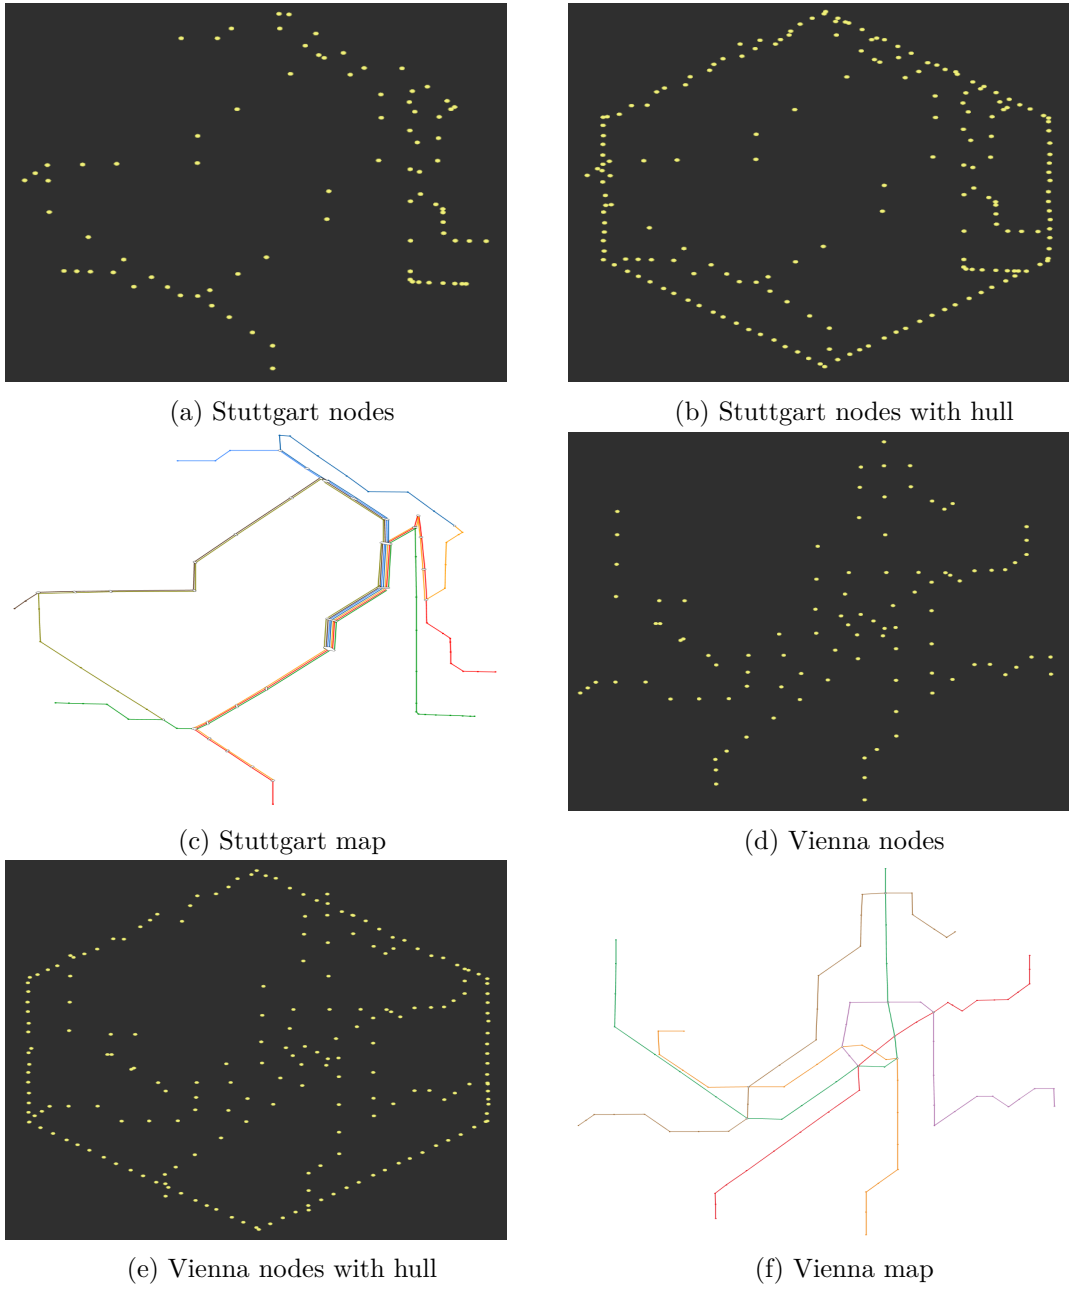 (a) Stuttgart nodes
(b) Stuttgart nodes with hull
(c) Stuttgart map
(d) Vienna nodes
(e) Vienna nodes with hull
(f) Vienna map